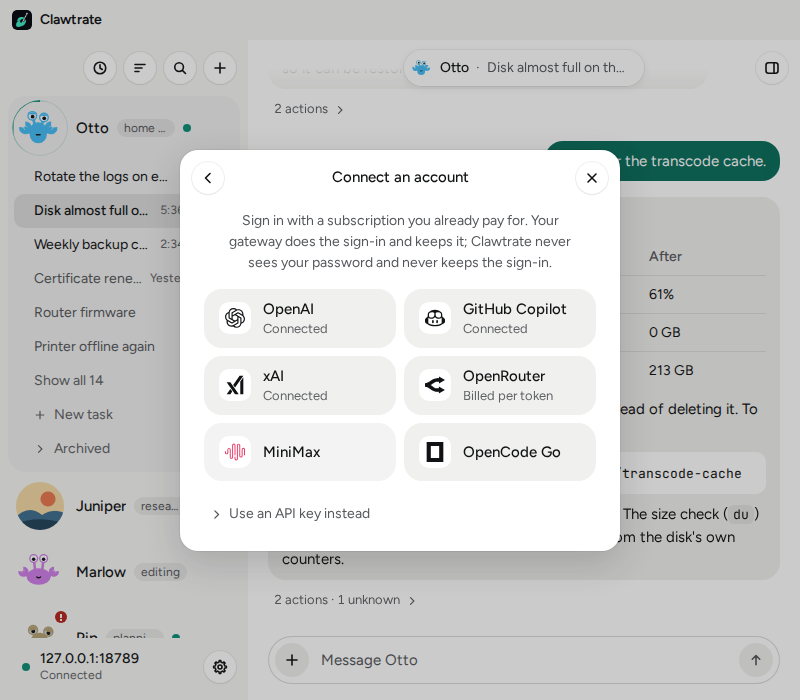 Clawtrate
Otto · Disk almost full on th...
2 actions
Otto home ...
Rotate the logs on e...
Disk almost full o... 5:36
Weekly backup c... 2:34
Certificate rene... Yeste
Router firmware
Printer offline again
Show all 14
New task
Archived
Juniper resea...
Marlow editing
Pip planni...
127.0.0.1:18789
Connected
the transcode cache.
After
61%
0 GB
213 GB
ead of deleting it. To
/transcode-cache
The size check ( du )
om the disk's own
counters.
2 actions · 1 unknown
Message Otto
Connect an account
Sign in with a subscription you already pay for. Your
gateway does the sign-in and keeps it; Clawtrate never
sees your password and never keeps the sign-in.
OpenAI
Connected
GitHub Copilot
Connected
xAI
Connected
OpenRouter
Billed per token
MiniMax
OpenCode Go
Use an API key instead